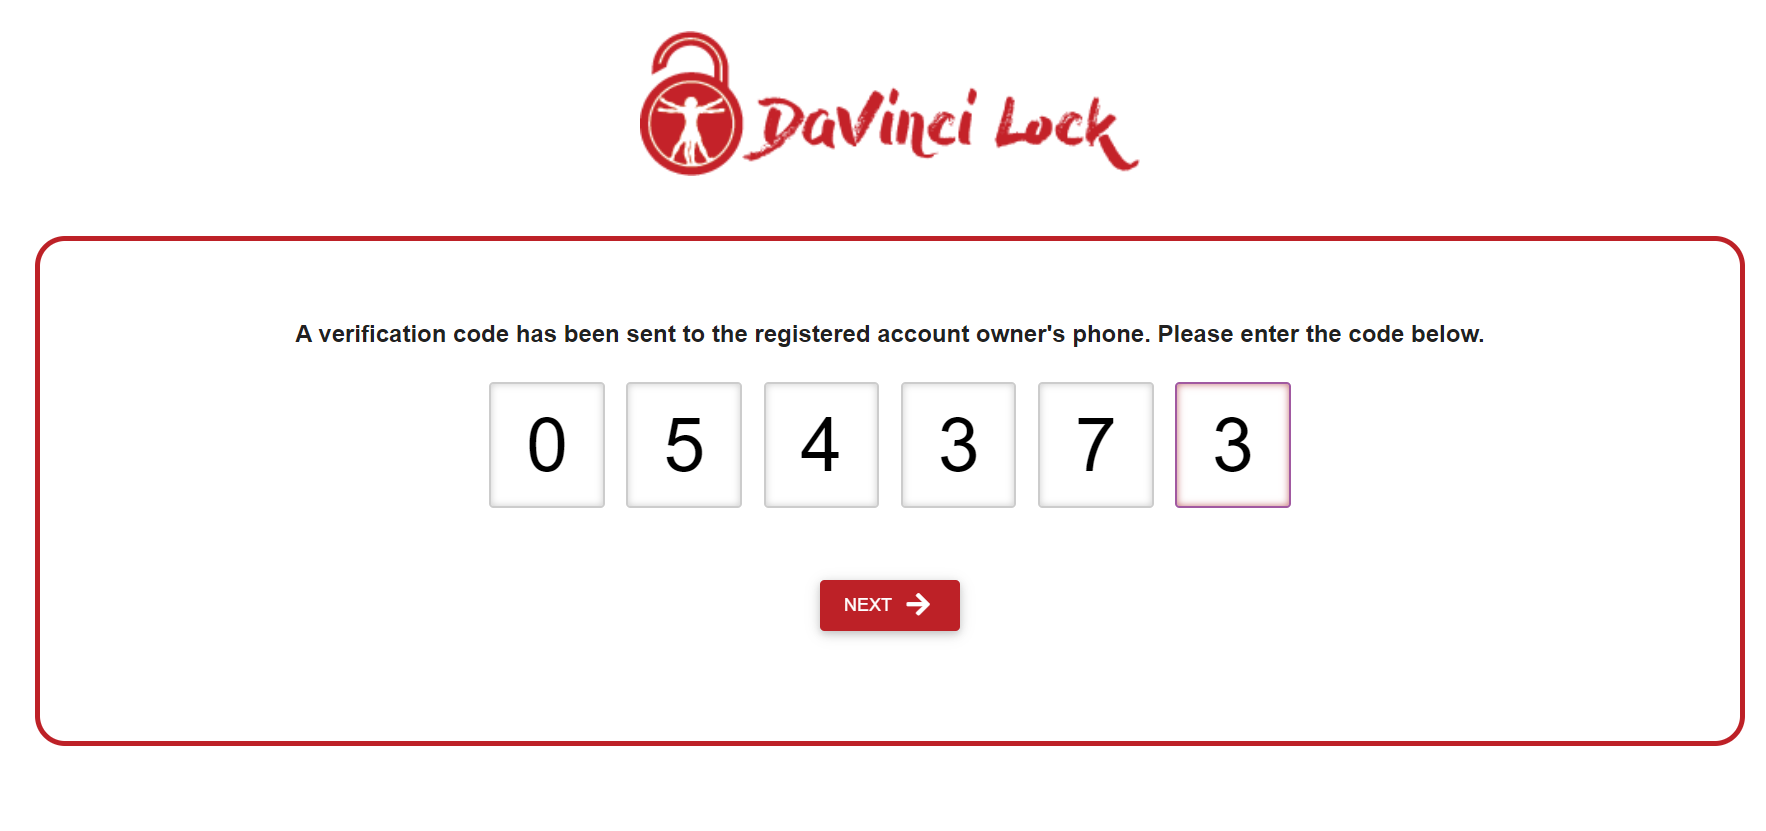 DaVinci Lock
A verification code has been sent to the registered account owner's phone. Please enter the code below.
0 5 4 3 7 3
NEXT